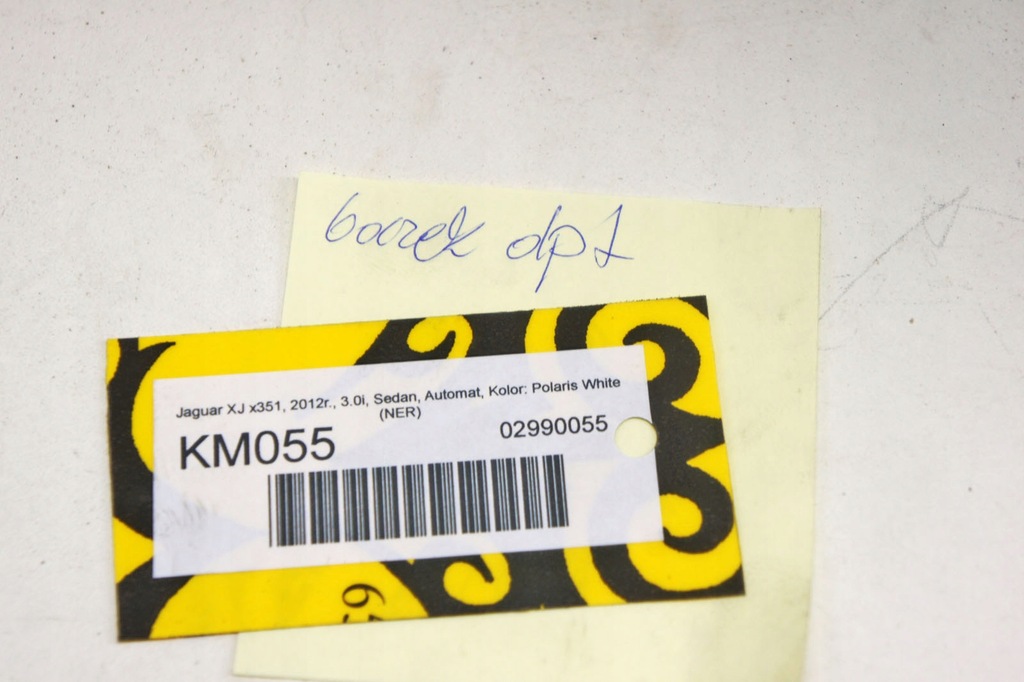 boczek dp1
Jaguar XJ x351, 2012r., 3.0i, Sedan, Automat, Kolor: Polaris White
(NER)
KM055
02990055